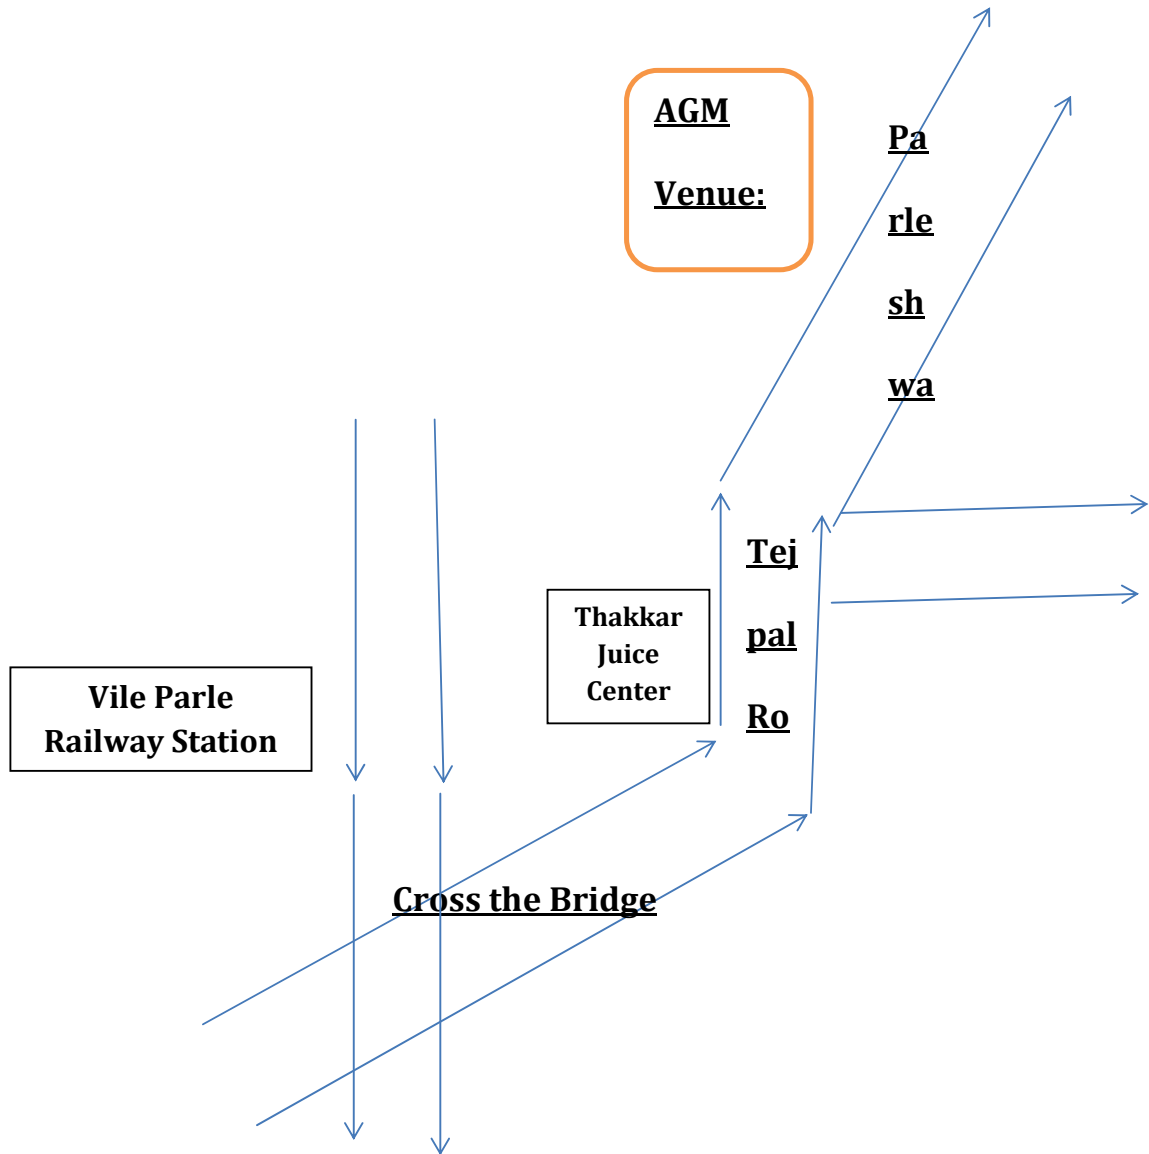 AGM
Venue:
Pa
rle
sh
wa
Tej
pal
Ro
Thakkar
Juice
Center
Vile Parle
Railway Station
Cross the Bridge